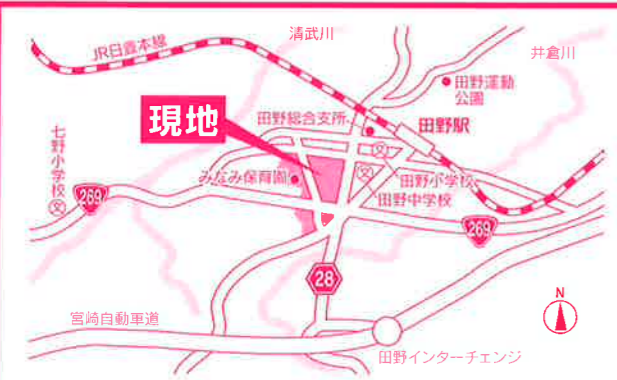 清武川
井倉川
JR日豊本線
田野運動
公園
現地
田野総合支所
田野駅
七野小学校
文
みなみ保育園
文
田野小学校
文
田野中学校
269
269
28
N
宮崎自動車道
田野インターチェンジ